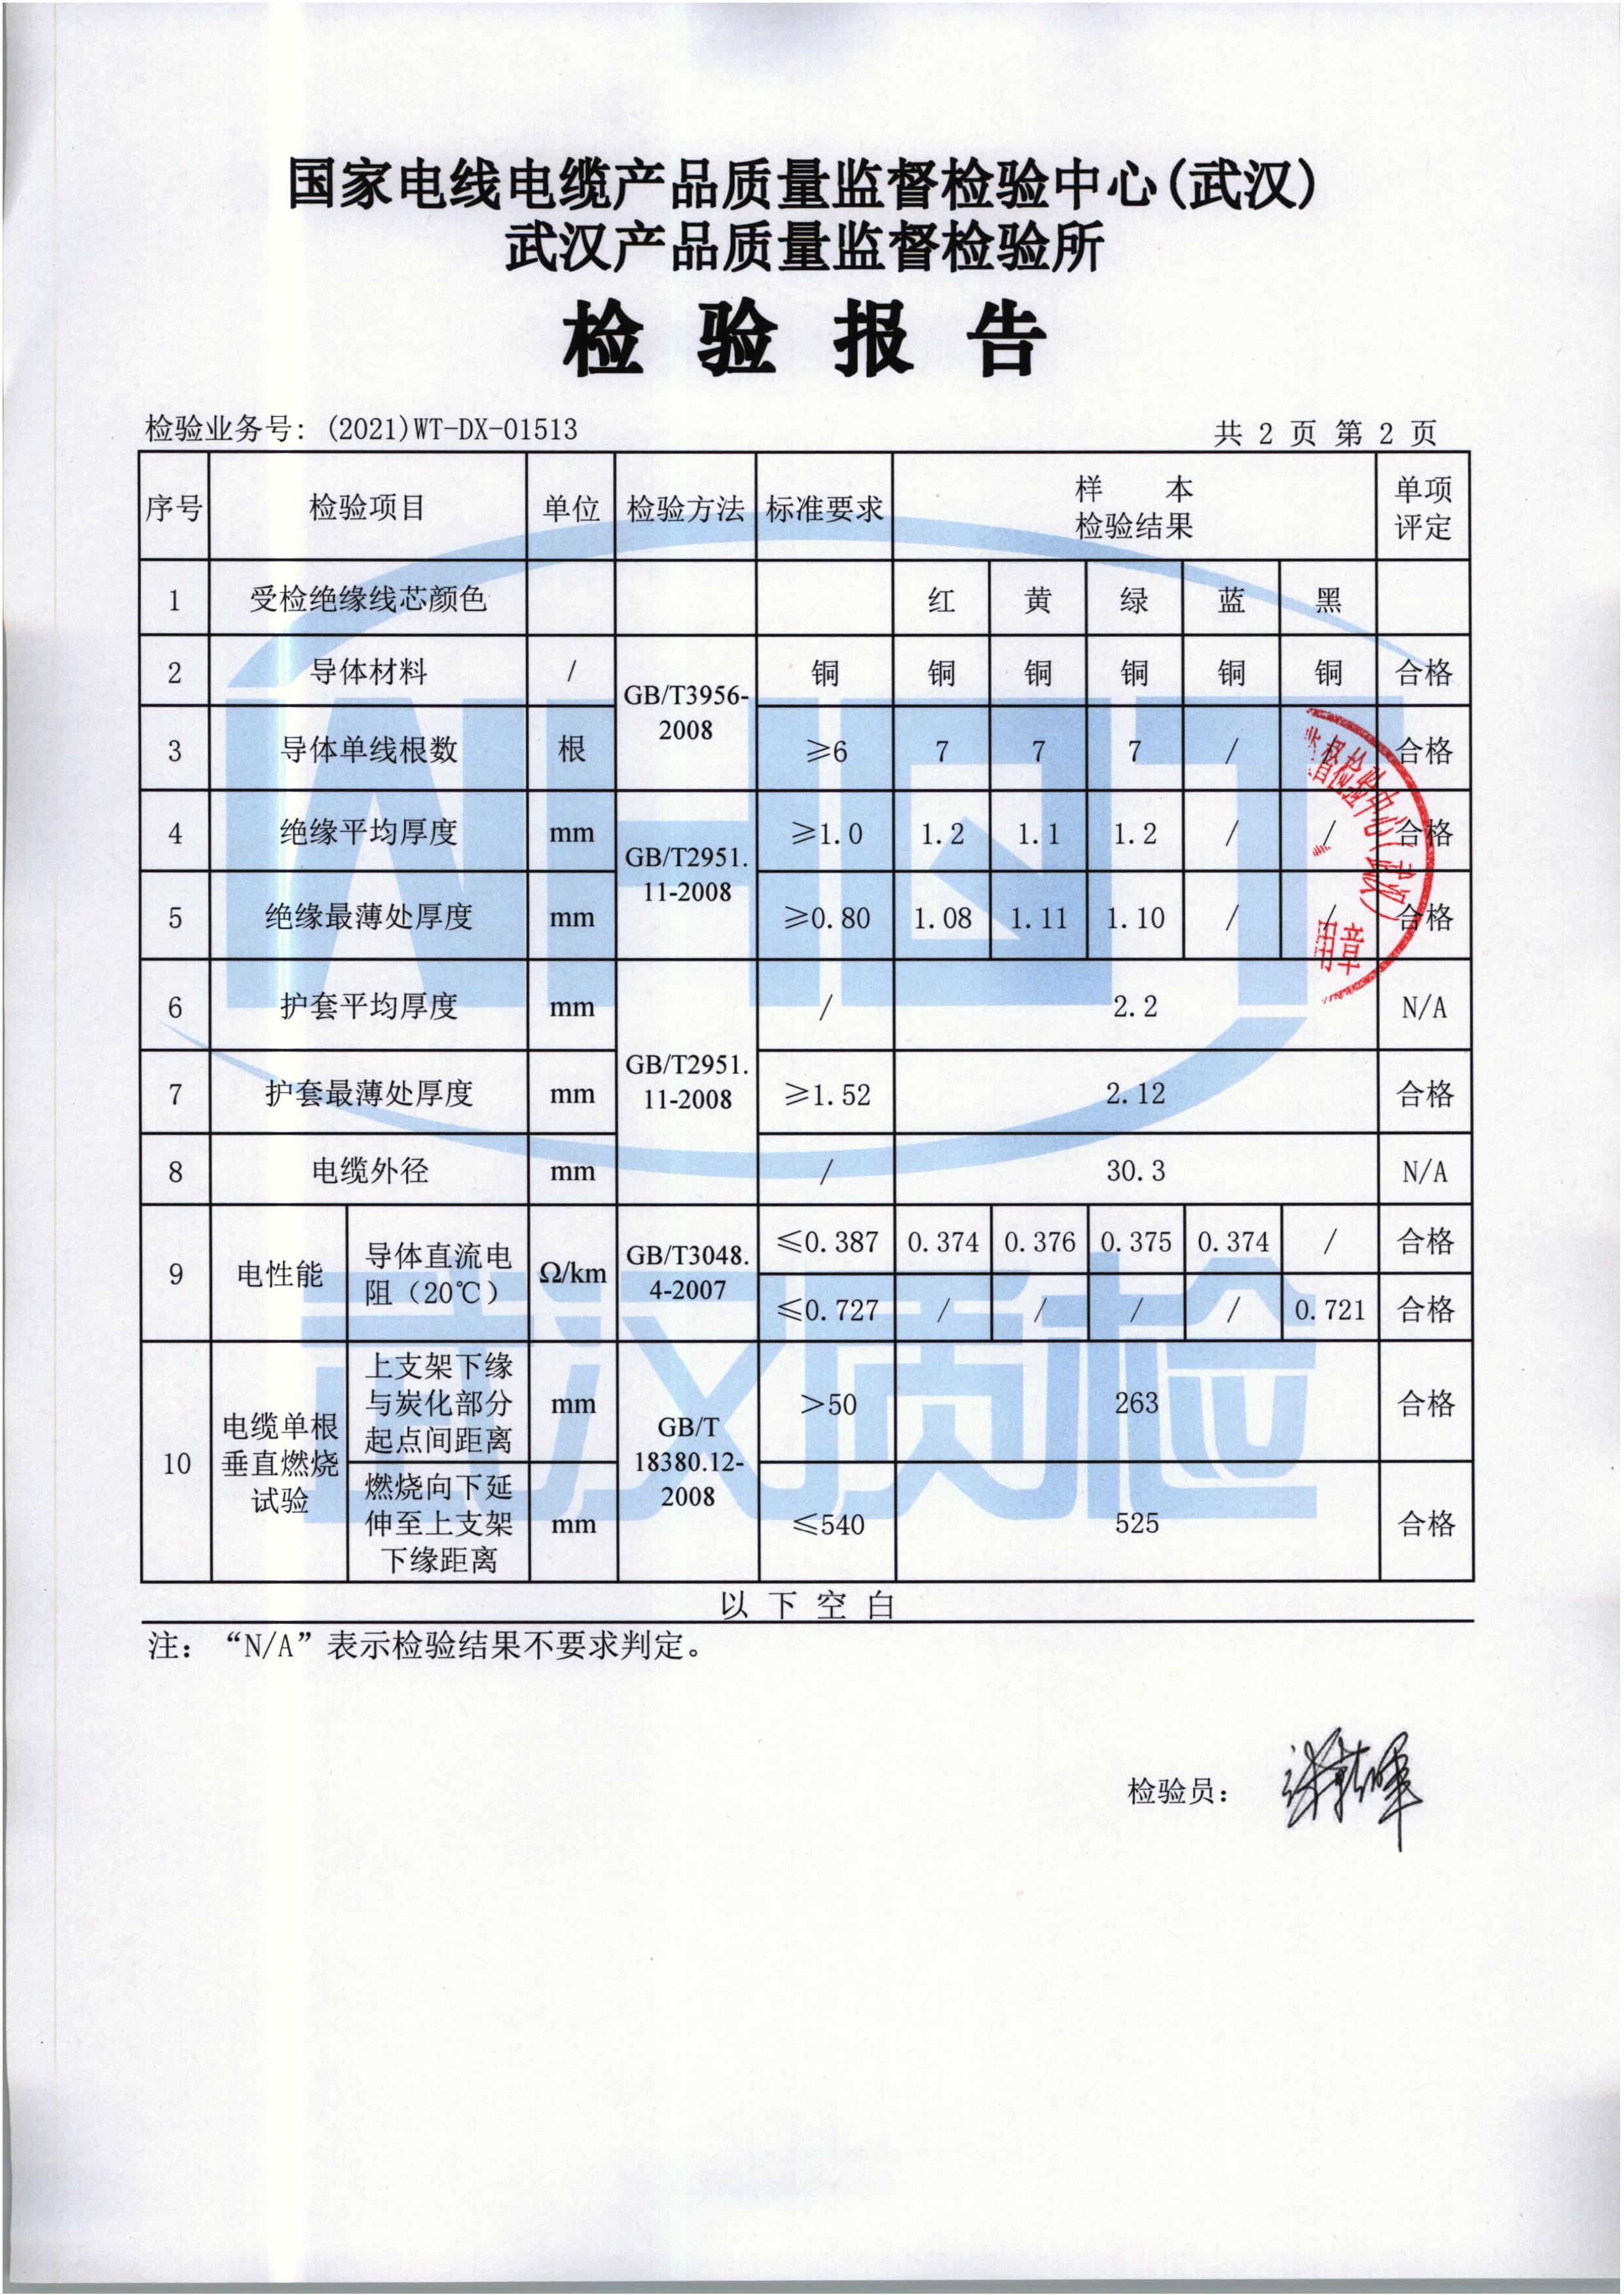 国家电线电缆产品质量监督检验中心(武汉)
武汉产品质量监督检验所
检验报告
检验业务号: (2021)WT-DX-01513
共 2 页 第 2 页
序号 检验项目 单位 检验方法 标准要求 样 本 检验结果 单项评定
1 受检绝缘线芯颜色 红 黄 绿 蓝 黑
2 导体材料 / GB/T3956-2008 铜 铜 铜 铜 铜 铜 合格
3 导体单线根数 根 ≥6 7 7 7 / / 合格
4 绝缘平均厚度 mm GB/T2951.11-2008 ≥1.0 1.2 1.1 1.2 / / 合格
5 绝缘最薄处厚度 mm ≥0.80 1.08 1.11 1.10 / / 合格
6 护套平均厚度 mm GB/T2951.11-2008 / 2.2 N/A
7 护套最薄处厚度 mm ≥1.52 2.12 合格
8 电缆外径 mm / 30.3 N/A
9 电性能 导体直流电阻（20℃） Ω/km GB/T3048.4-2007 ≤0.387 0.374 0.376 0.375 0.374 / 合格
≤0.727 / / / / 0.721 合格
10 电缆单根垂直燃烧试验 上支架下缘与炭化部分起点间距离 mm GB/T 18380.12-2008 >50 263 合格
燃烧向下延伸至上支架下缘距离 mm ≤540 525 合格
以下空白
注：“N/A”表示检验结果不要求判定。
检验员：
武汉质检
督检验中心(武汉)
用章